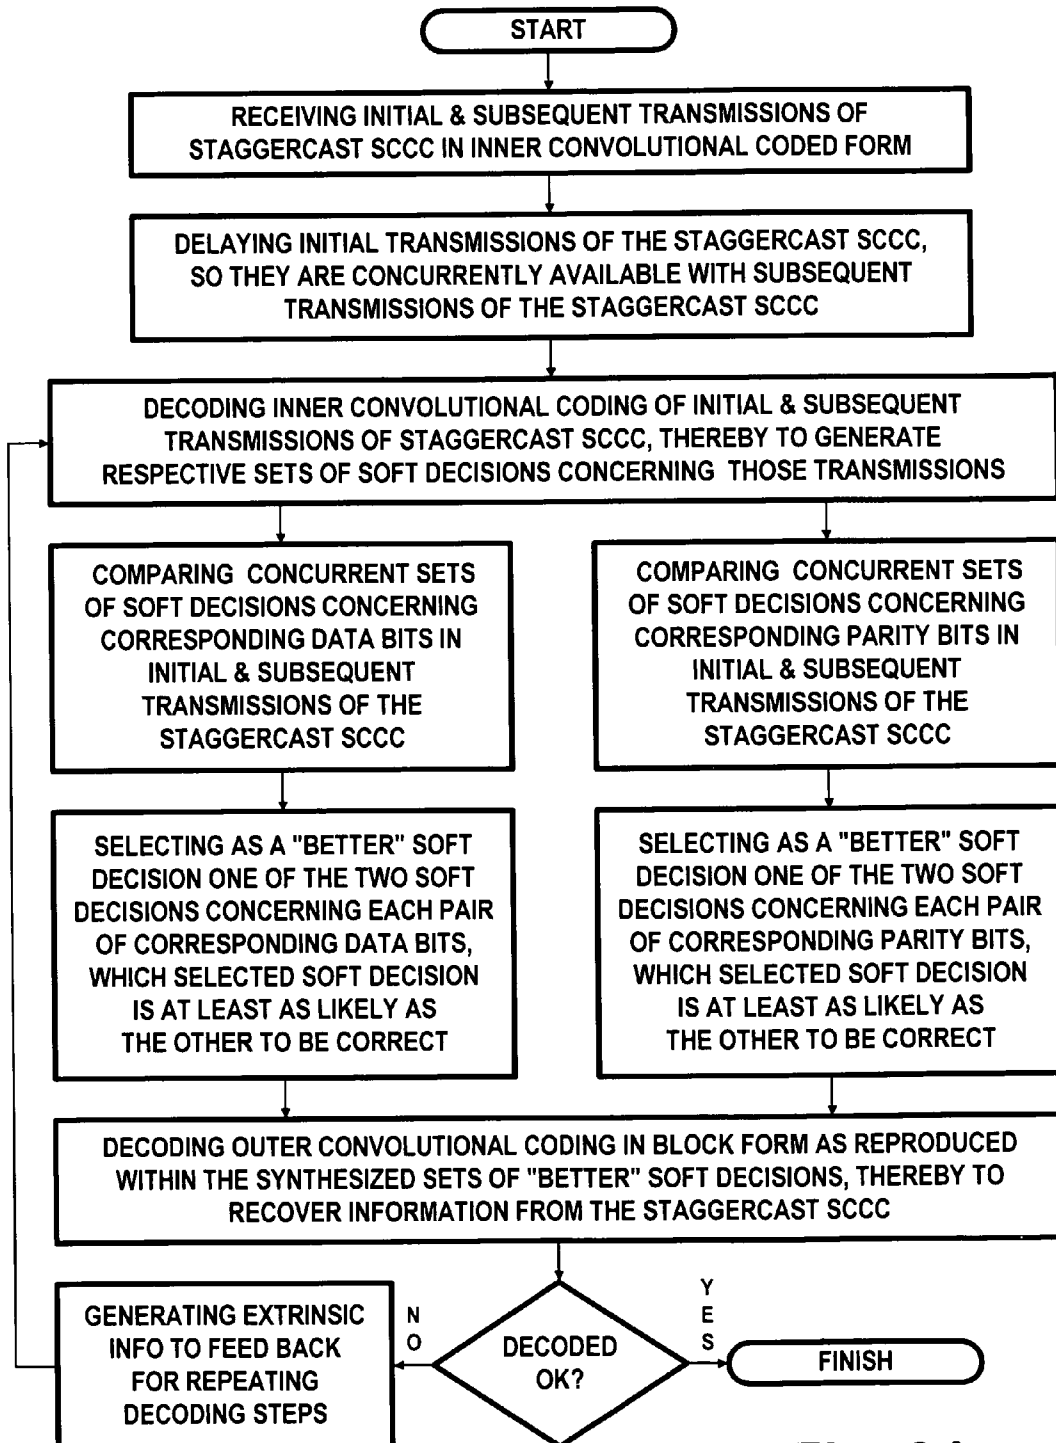 START
RECEIVING INITIAL & SUBSEQUENT TRANSMISSIONS OF
STAGGERCAST SCCC IN INNER CONVOLUTIONAL CODED FORM
DELAYING INITIAL TRANSMISSIONS OF THE STAGGERCAST SCCC,
SO THEY ARE CONCURRENTLY AVAILABLE WITH SUBSEQUENT
TRANSMISSIONS OF THE STAGGERCAST SCCC
DECODING INNER CONVOLUTIONAL CODING OF INITIAL & SUBSEQUENT
TRANSMISSIONS OF STAGGERCAST SCCC, THEREBY TO GENERATE
RESPECTIVE SETS OF SOFT DECISIONS CONCERNING THOSE TRANSMISSIONS
COMPARING CONCURRENT SETS
OF SOFT DECISIONS CONCERNING
CORRESPONDING DATA BITS IN
INITIAL & SUBSEQUENT
TRANSMISSIONS OF THE
STAGGERCAST SCCC
COMPARING CONCURRENT SETS
OF SOFT DECISIONS CONCERNING
CORRESPONDING PARITY BITS IN
INITIAL & SUBSEQUENT
TRANSMISSIONS OF THE
STAGGERCAST SCCC
SELECTING AS A "BETTER" SOFT
DECISION ONE OF THE TWO SOFT
DECISIONS CONCERNING EACH PAIR
OF CORRESPONDING DATA BITS,
WHICH SELECTED SOFT DECISION
IS AT LEAST AS LIKELY AS
THE OTHER TO BE CORRECT
SELECTING AS A "BETTER" SOFT
DECISION ONE OF THE TWO SOFT
DECISIONS CONCERNING EACH PAIR
OF CORRESPONDING PARITY BITS,
WHICH SELECTED SOFT DECISION
IS AT LEAST AS LIKELY AS
THE OTHER TO BE CORRECT
DECODING OUTER CONVOLUTIONAL CODING IN BLOCK FORM AS REPRODUCED
WITHIN THE SYNTHESIZED SETS OF "BETTER" SOFT DECISIONS, THEREBY TO
RECOVER INFORMATION FROM THE STAGGERCAST SCCC
GENERATING EXTRINSIC
INFO TO FEED BACK
FOR REPEATING
DECODING STEPS
NO
DECODED
OK?
YES
FINISH